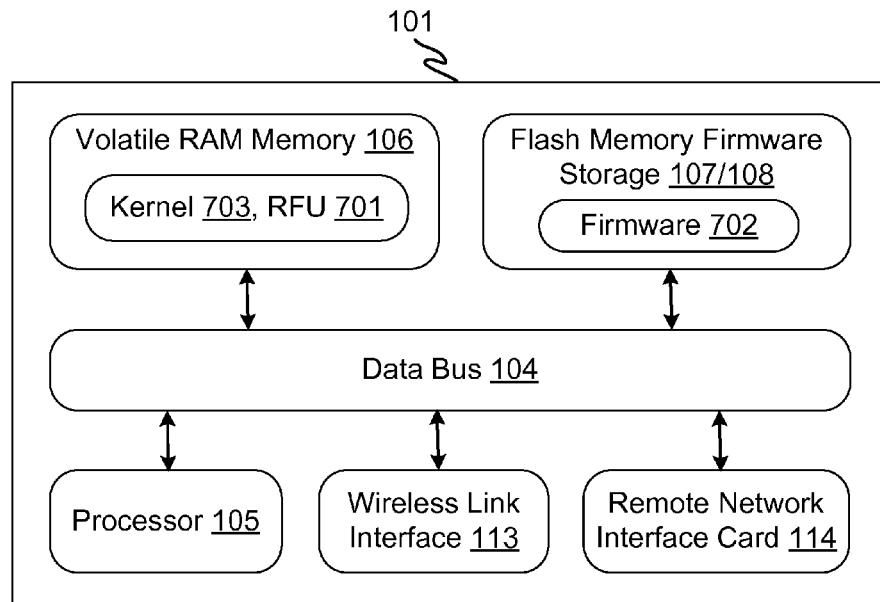 101
Volatile RAM Memory 106
Kernel 703, RFU 701
Flash Memory Firmware
Storage 107/108
Firmware 702
Data Bus 104
Processor 105
Wireless Link
Interface 113
Remote Network
Interface Card 114